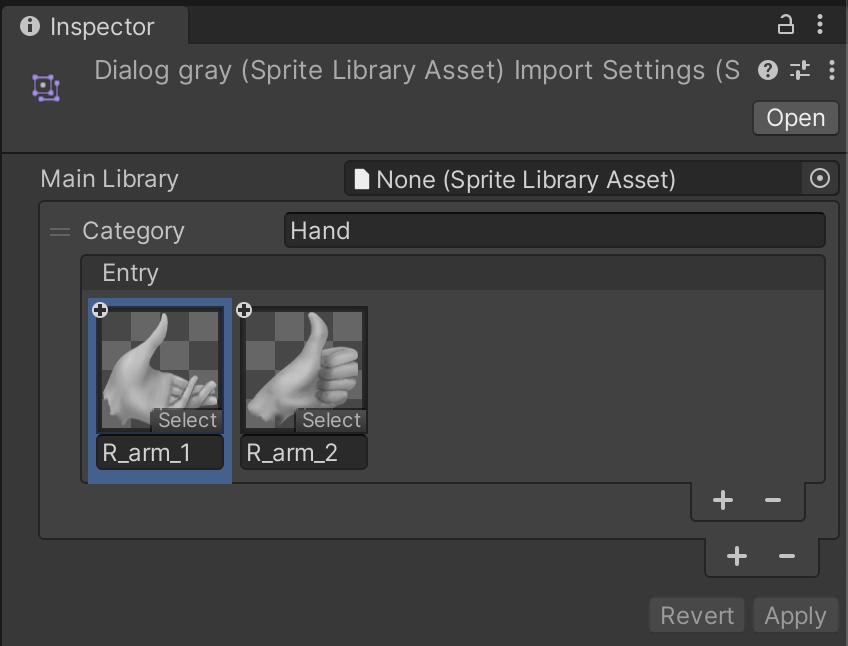 Inspector
Dialog gray (Sprite Library Asset) Import Settings (S
Open
Main Library
None (Sprite Library Asset)
Category
Hand
Entry
Select
Select
R_arm_1
R_arm_2
Revert
Apply